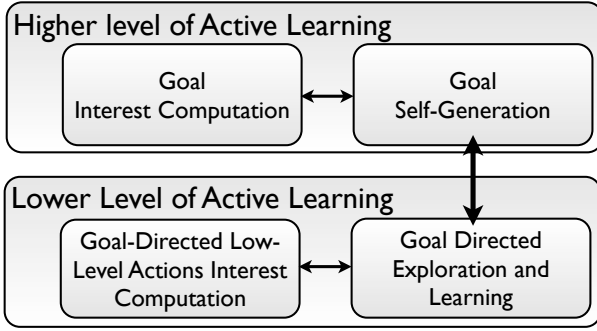 Higher level of Active Learning
Goal
Interest Computation
Goal
Self-Generation
Lower Level of Active Learning
Goal-Directed Low-
Level Actions Interest
Computation
Goal Directed
Exploration and
Learning